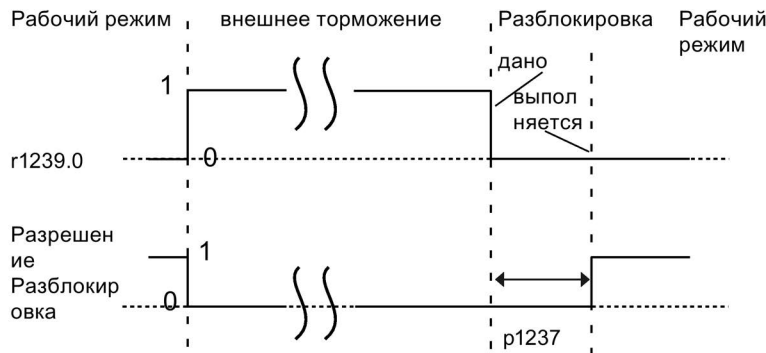 Рабочий режим
внешнее торможение
Разблокировка
Рабочий
режим
дано
1
выпол
няется
0
r1239.0
Разрешен
ие
Разблокир
овка
1
0
p1237